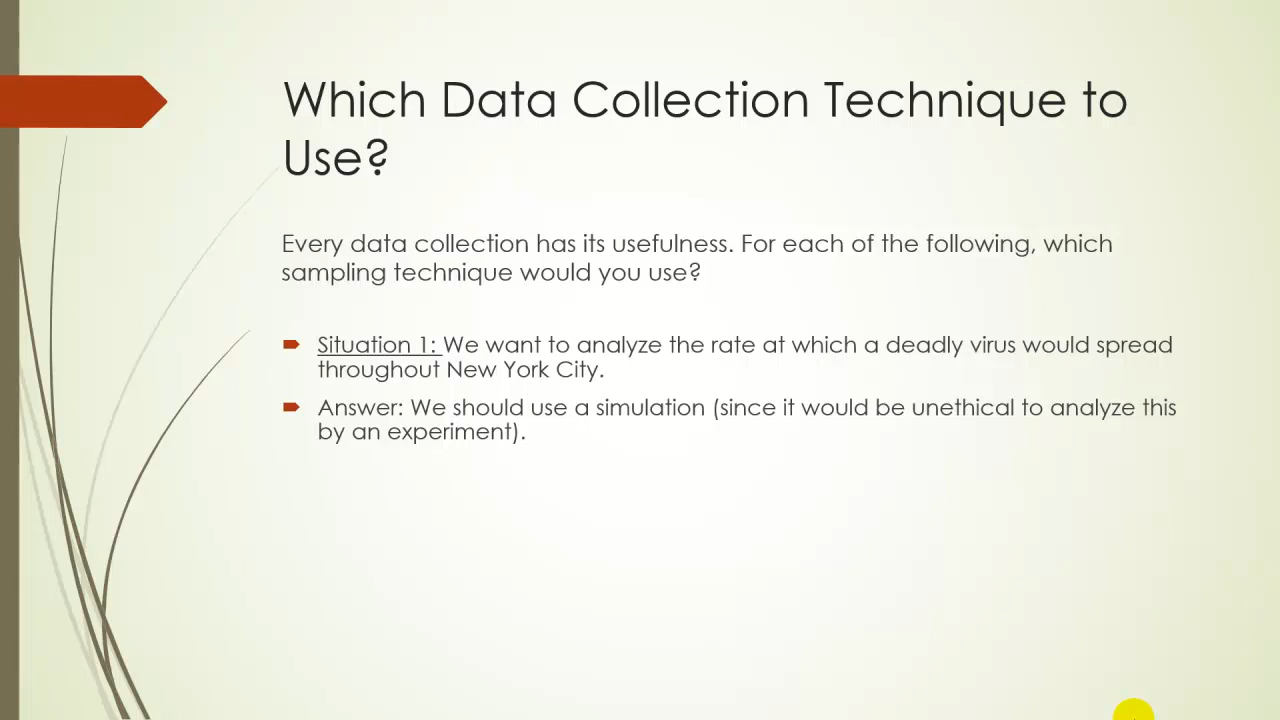 Which Data Collection Technique to
Use?
Every data collection has its usefulness. For each of the following, which
sampling technique would you use?
Situation 1: We want to analyze the rate at which a deadly virus would spread
throughout New York City.
Answer: We should use a simulation (since it would be unethical to analyze this
by an experiment).